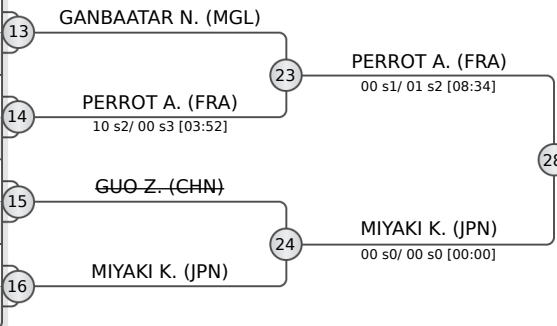 GANBAATAR N. (MGL)
13
23
PERROT A. (FRA)
00 s1/ 01 s2 [08:34]
PERROT A. (FRA)
14
10 s2/ 00 s3 [03:52]
28
GUO Z. (CHN)
15
24
MIYAKI K. (JPN)
00 s0/ 00 s0 [00:00]
MIYAKI K. (JPN)
16